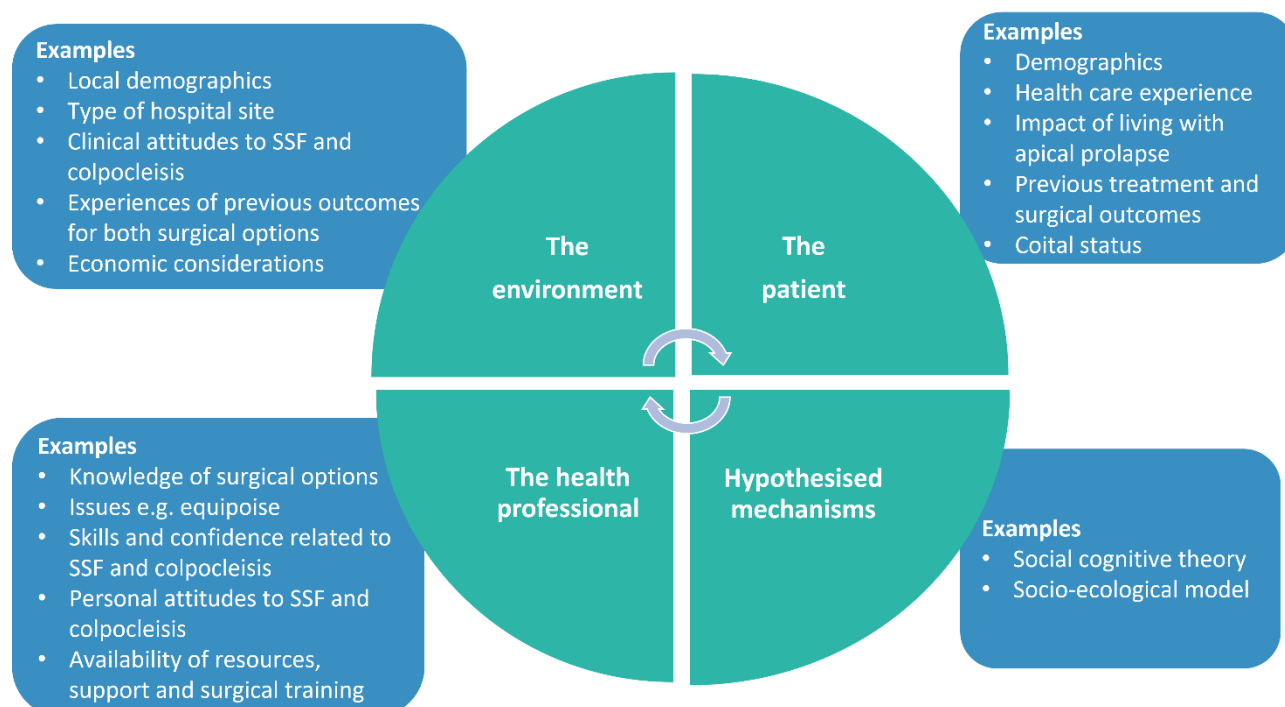 Examples
• Local demographics
• Type of hospital site
• Clinical attitudes to SSF and
colpocleisis
• Experiences of previous outcomes
for both surgical options
• Economic considerations
Examples
• Demographics
• Health care experience
• Impact of living with
apical prolapse
• Previous treatment and
surgical outcomes
• Coital status
The
environment
The
patient
The health
professional
Hypothesised
mechanisms
Examples
• Knowledge of surgical options
• Issues e.g. equipoise
• Skills and confidence related to
SSF and colpocleisis
• Personal attitudes to SSF and
colpocleisis
• Availability of resources,
support and surgical training
Examples
• Social cognitive theory
• Socio-ecological model